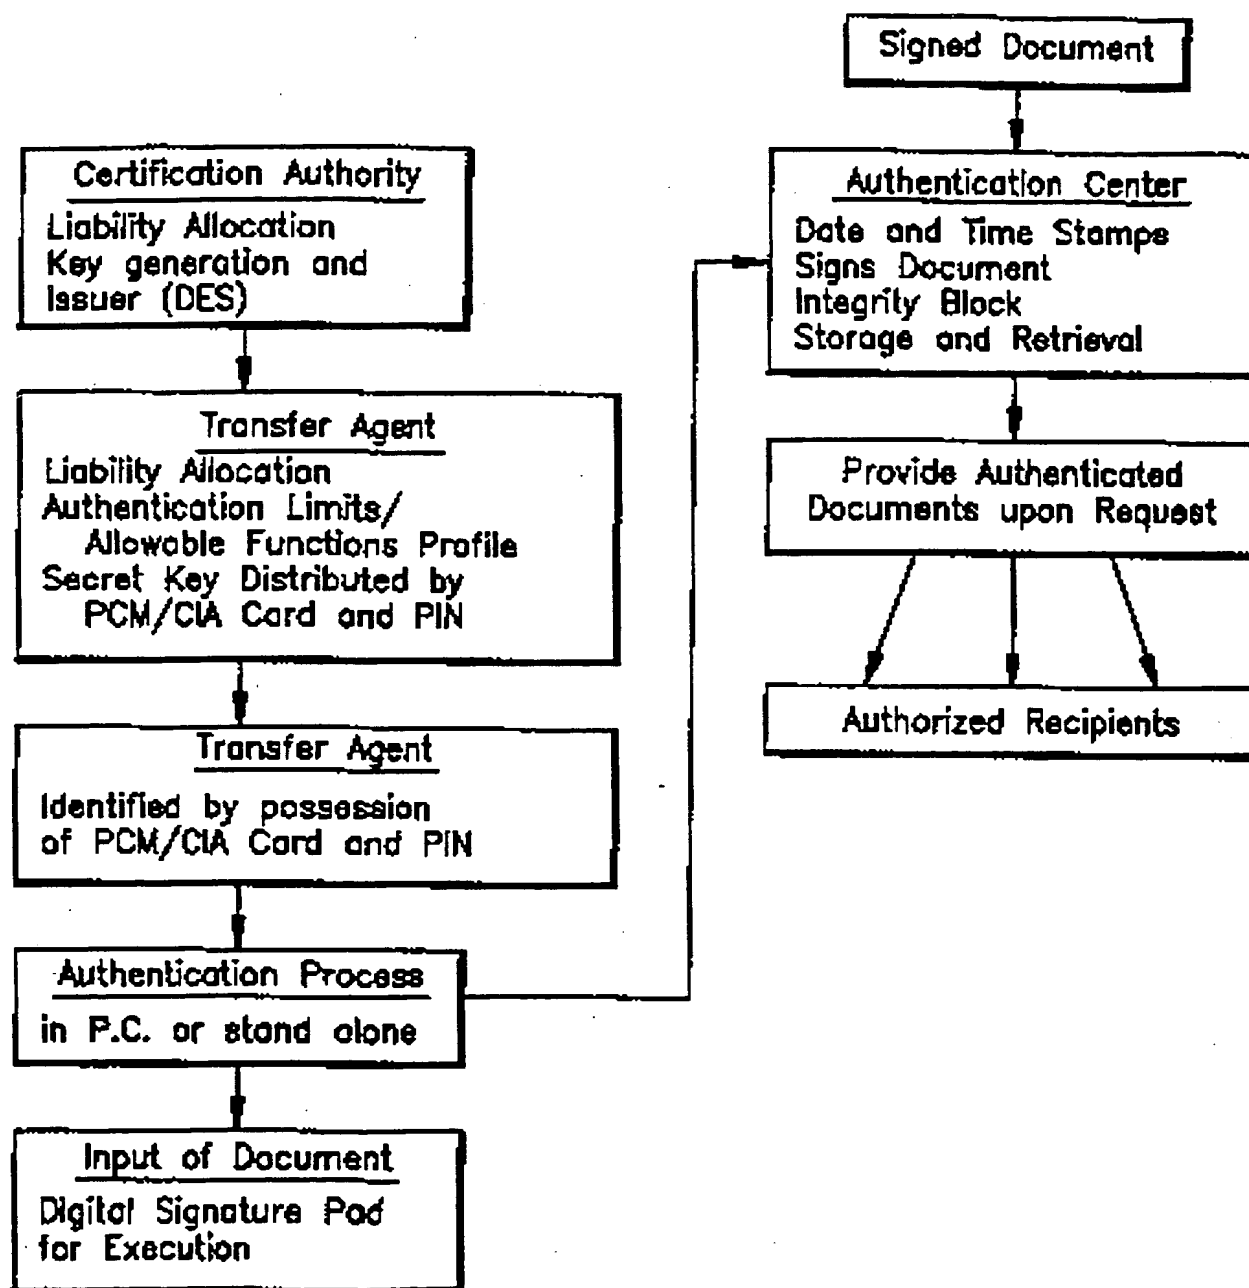 Certification Authority
Liability Allocation
Key generation and
Issuer (DES)
Transfer Agent
Liability Allocation
Authentication Limits/
Allowable Functions Profile
Secret Key Distributed by
PCM/CIA Card and PIN
Transfer Agent
Identified by possession
of PCM/CIA Card and PIN
Authentication Process
in P.C. or stand alone
Input of Document
Digital Signature Pad
for Execution
Signed Document
Authentication Center
Date and Time Stamps
Signs Document
Integrity Block
Storage and Retrieval
Provide Authenticated
Documents upon Request
Authorized Recipients